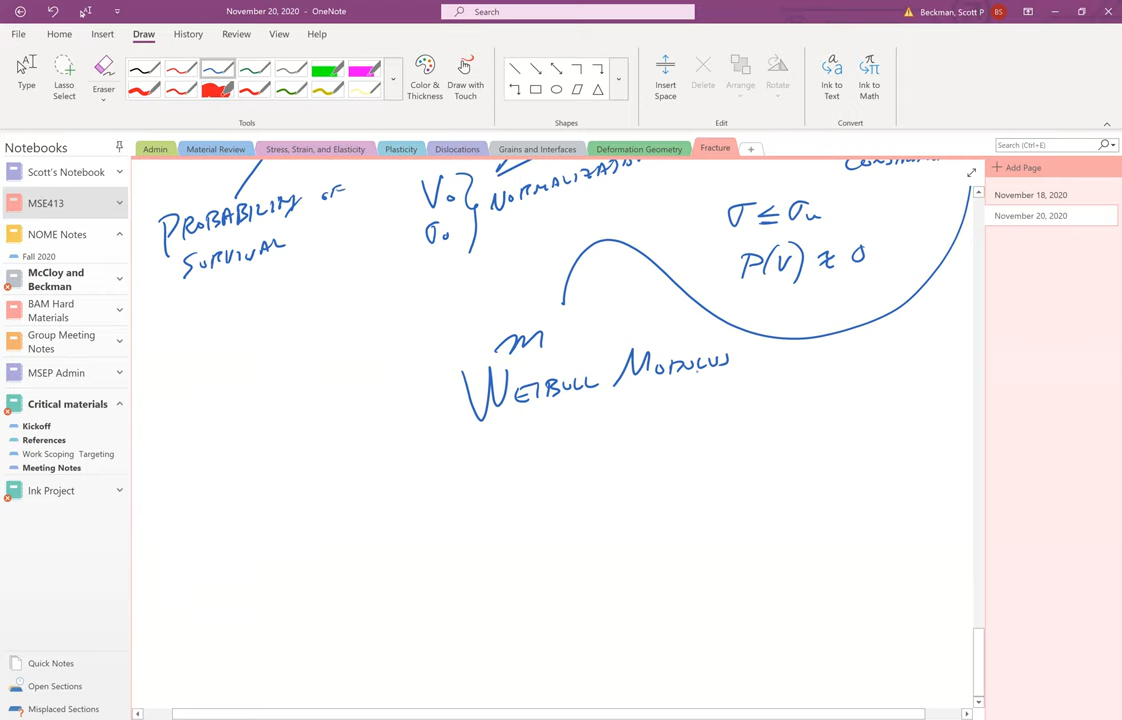 November 20, 2020 - OneNote
Search
Beckman, Scott P
BS
File
Home
Insert
Draw
History
Review
View
Help
Type
Lasso
Select
Eraser
Color &
Thickness
Draw with
Touch
Insert
Space
Delete
Arrange
Rotate
Ink to
Text
Ink to
Math
Tools
Shapes
Edit
Convert
Notebooks
Admin
Material Review
Stress, Strain, and Elasticity
Plasticity
Dislocations
Grains and Interfaces
Deformation Geometry
Fracture
Search (Ctrl+E)
Scott's Notebook
MSE413
NOME Notes
Fall 2020
McCloy and
Beckman
BAM Hard
Materials
Group Meeting
Notes
MSEP Admin
Critical materials
Kickoff
References
Work Scoping Targeting
Meeting Notes
Ink Project
Quick Notes
Open Sections
Misplaced Sections
Add Page
November 18, 2020
November 20, 2020
PROBABILITY OF
SURVIVAL
V₀
σ₀
NORMALIZATION
σ ≤ σᵤ
m
WEIBULL MODULUS